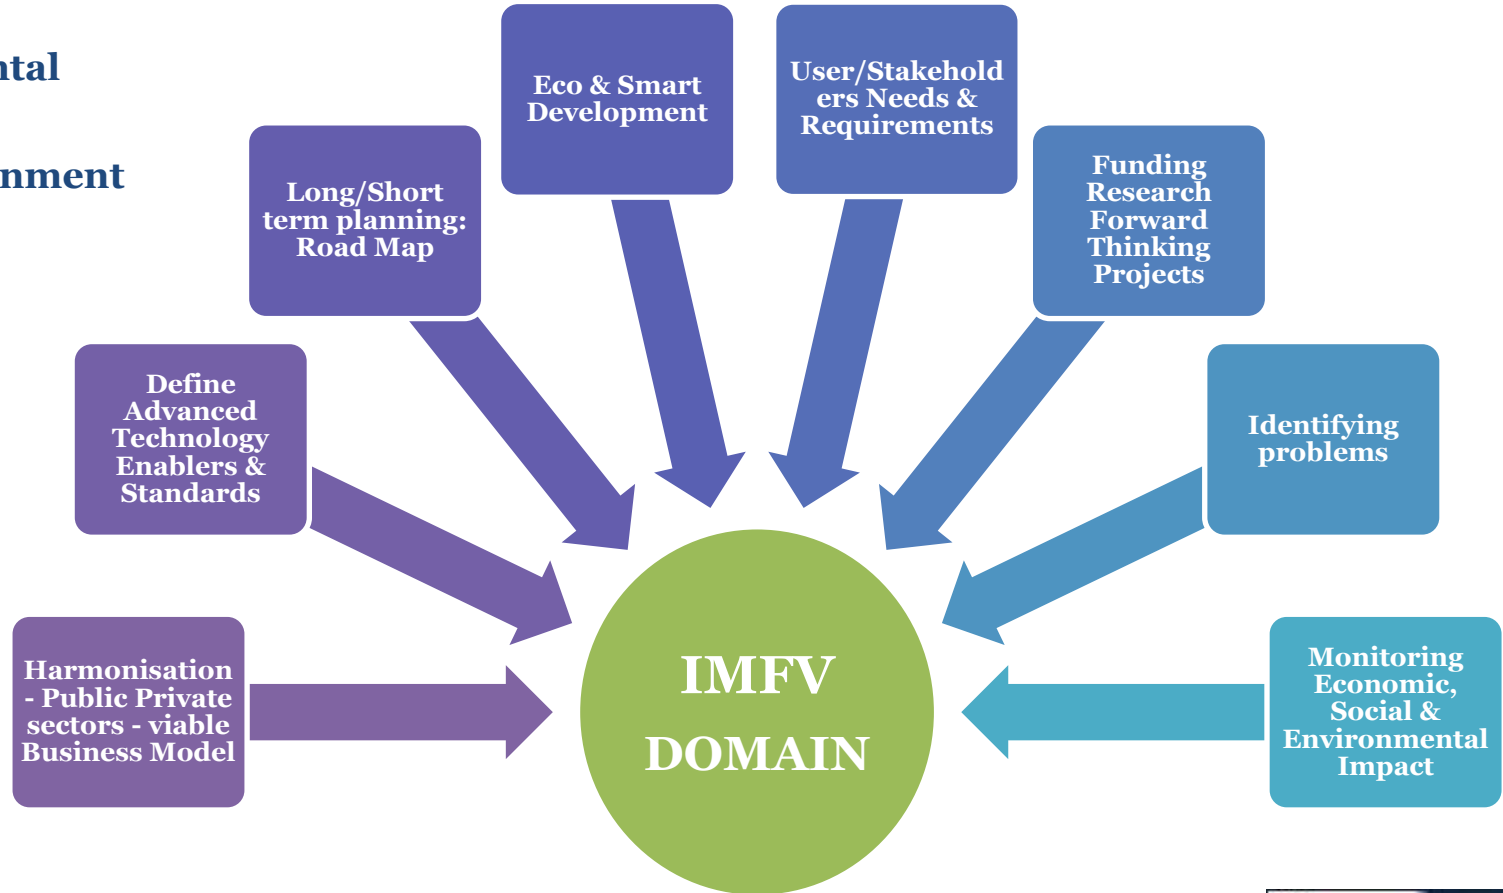 ntal
nment
Eco & Smart
Development
User/Stakehold
ers Needs &
Requirements
Long/Short
term planning:
Road Map
Funding
Research
Forward
Thinking
Projects
Define
Advanced
Technology
Enablers &
Standards
Identifying
problems
Harmonisation
- Public Private
sectors - viable
Business Model
IMFV
DOMAIN
Monitoring
Economic,
Social &
Environmental
Impact